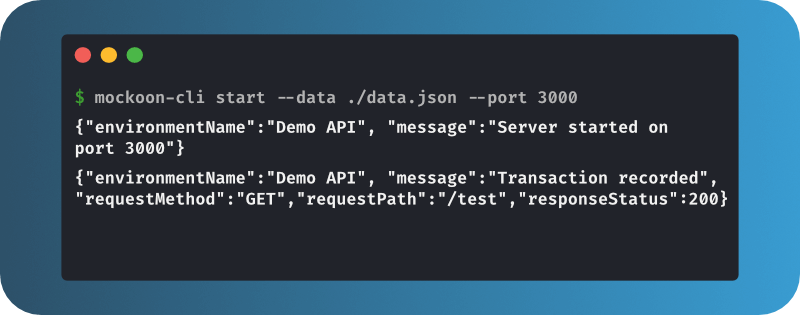 $ mockoon-cli start --data ./data.json --port 3000
{"environmentName":"Demo API", "message":"Server started on
port 3000"}
{"environmentName":"Demo API", "message":"Transaction recorded",
"requestMethod":"GET","requestPath":"/test","responseStatus":200}